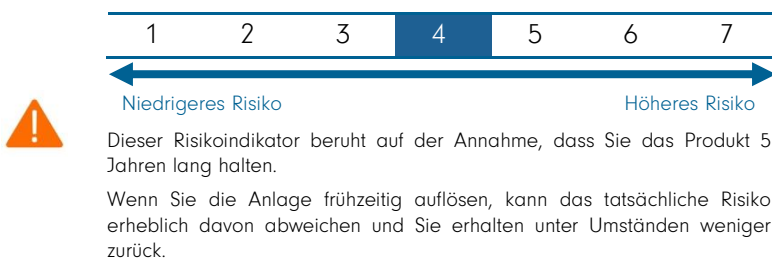 1 2 3 4 5 6 7
Niedrigeres Risiko Höheres Risiko
Dieser Risikoindikator beruht auf der Annahme, dass Sie das Produkt 5
Jahren lang halten.
Wenn Sie die Anlage frühzeitig auflösen, kann das tatsächliche Risiko
erheblich davon abweichen und Sie erhalten unter Umständen weniger
zurück.